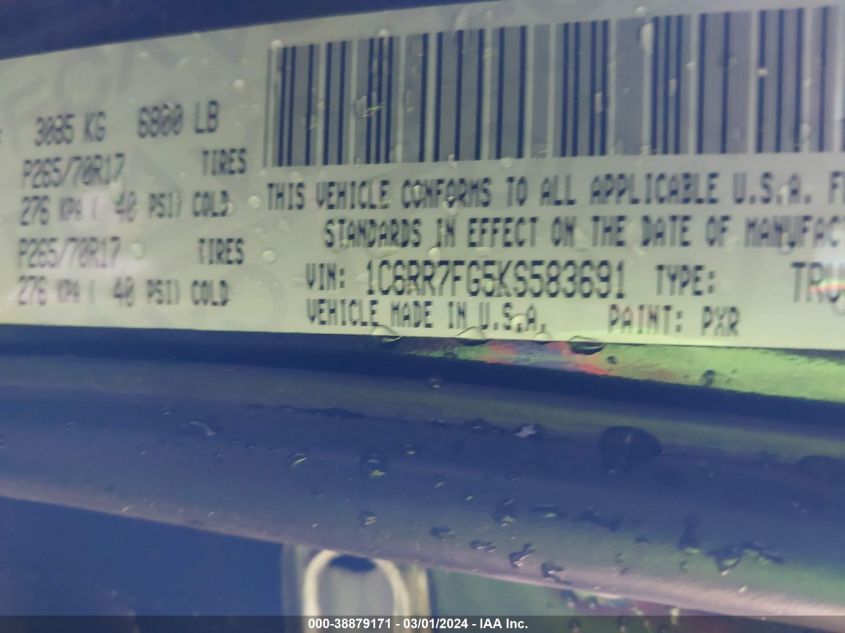 : 3085 KG 6800 LB
P265/70R17 TIRES
276 KPA ( 40 PSI) COLD
P265/70R17 TIRES
276 KPA ( 40 PSI) COLD
THIS VEHICLE CONFORMS TO ALL APPLICABLE U.S.A. F
STANDARDS IN EFFECT ON THE DATE OF MANUFAC
VIN: 1C6RR7FG5KS583691 TYPE: TRU
VEHICLE MADE IN U.S.A. PAINT: PXR
000-38879171 - 03/01/2024 - IAA Inc.